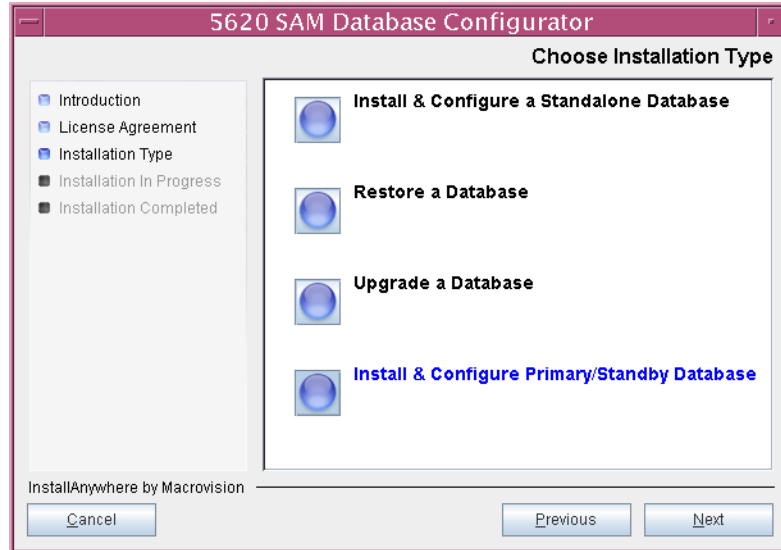 5620 SAM Database Configurator
Choose Installation Type
Introduction
License Agreement
Installation Type
Installation In Progress
Installation Completed
Install & Configure a Standalone Database
Restore a Database
Upgrade a Database
Install & Configure Primary/Standby Database
InstallAnywhere by Macrovision
Cancel
Previous
Next